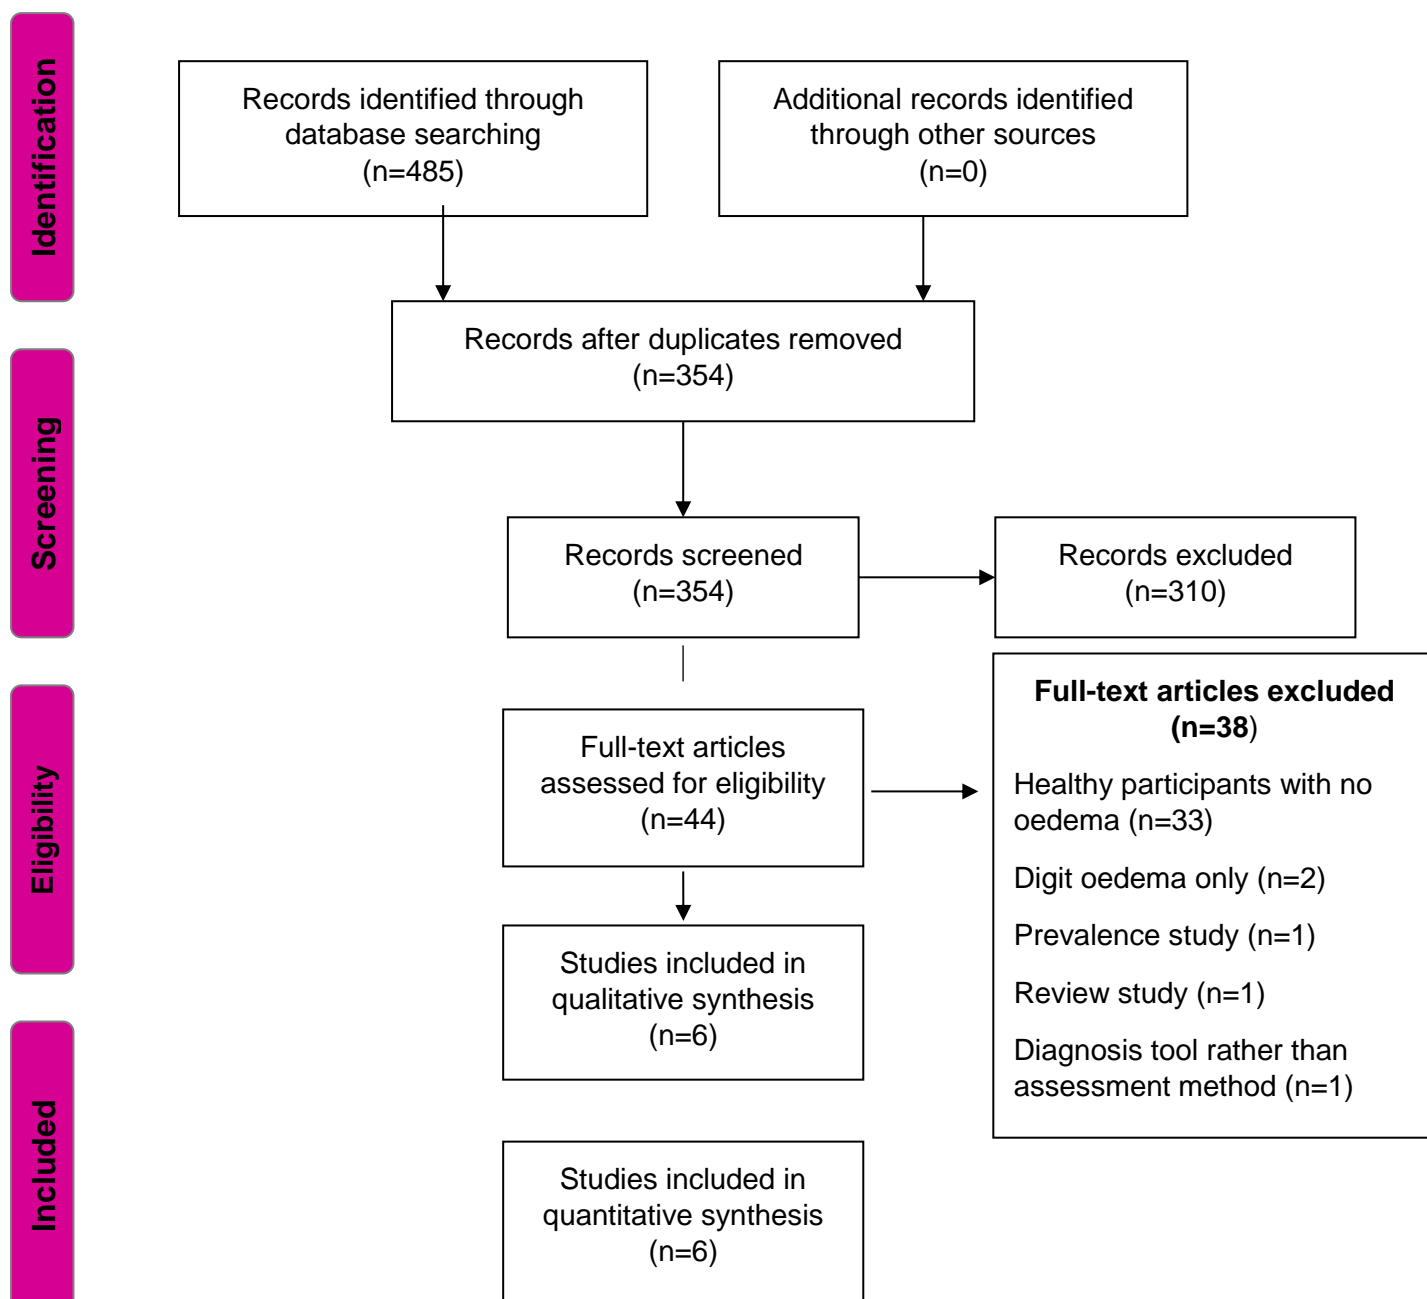 Identification
Records identified through
database searching
(n=485)
Additional records identified
through other sources
(n=0)
Records after duplicates removed
(n=354)
Screening
Records screened
(n=354)
Records excluded
(n=310)
Eligibility
Full-text articles
assessed for eligibility
(n=44)
Full-text articles excluded
(n=38)
Healthy participants with no
oedema (n=33)
Digit oedema only (n=2)
Prevalence study (n=1)
Review study (n=1)
Diagnosis tool rather than
assessment method (n=1)
Studies included in
qualitative synthesis
(n=6)
Included
Studies included in
quantitative synthesis
(n=6)